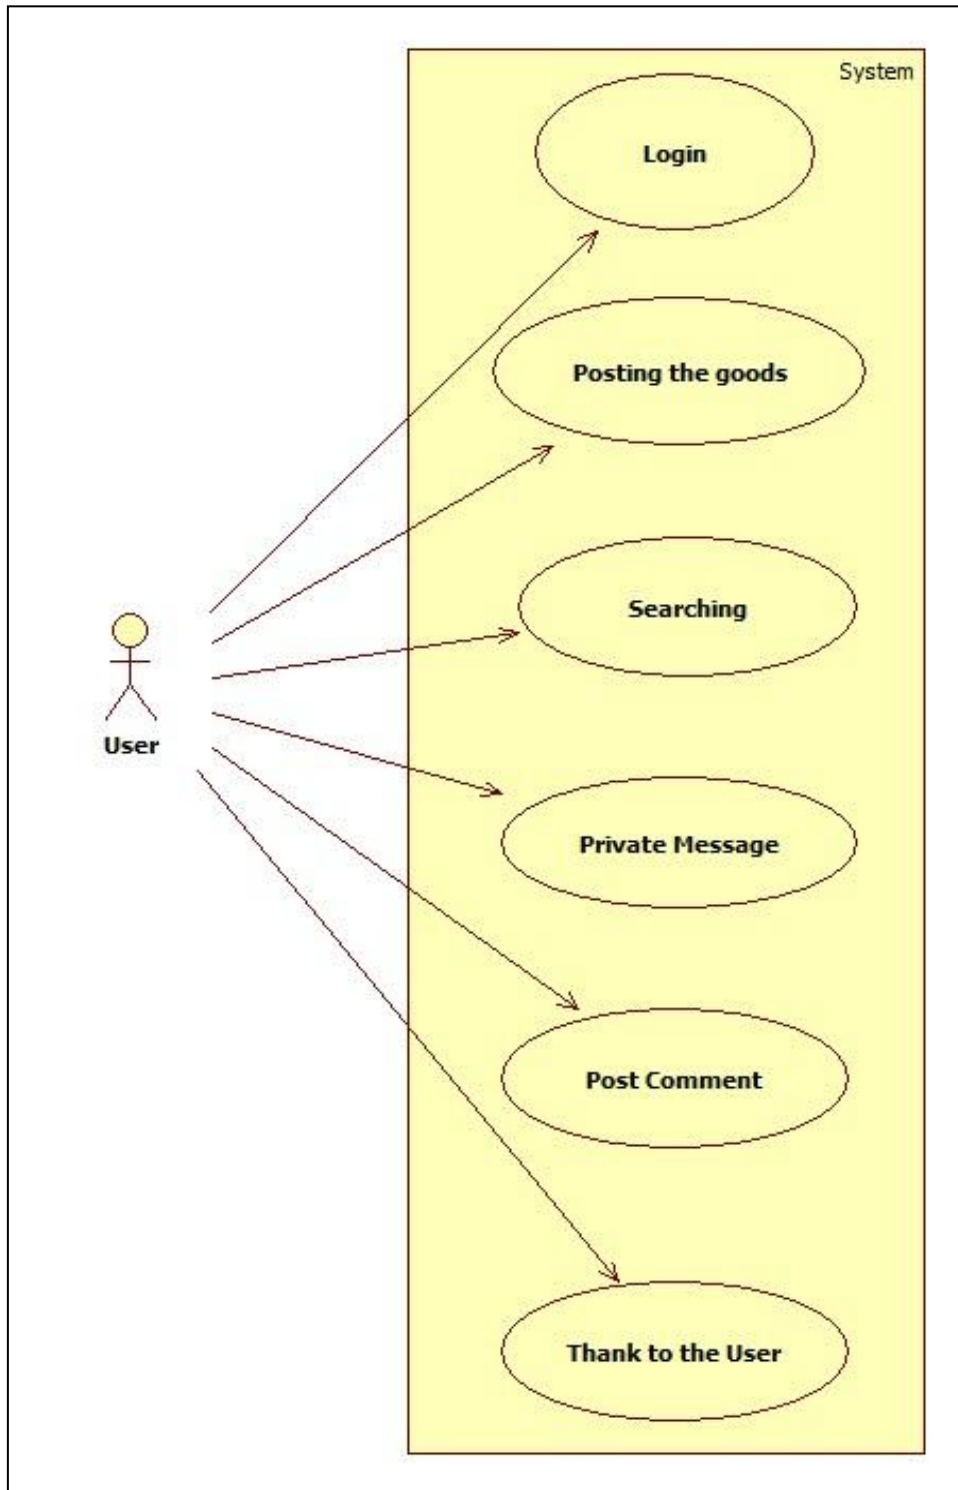 System
Login
Posting the goods
Searching
User
Private Message
Post Comment
Thank to the User